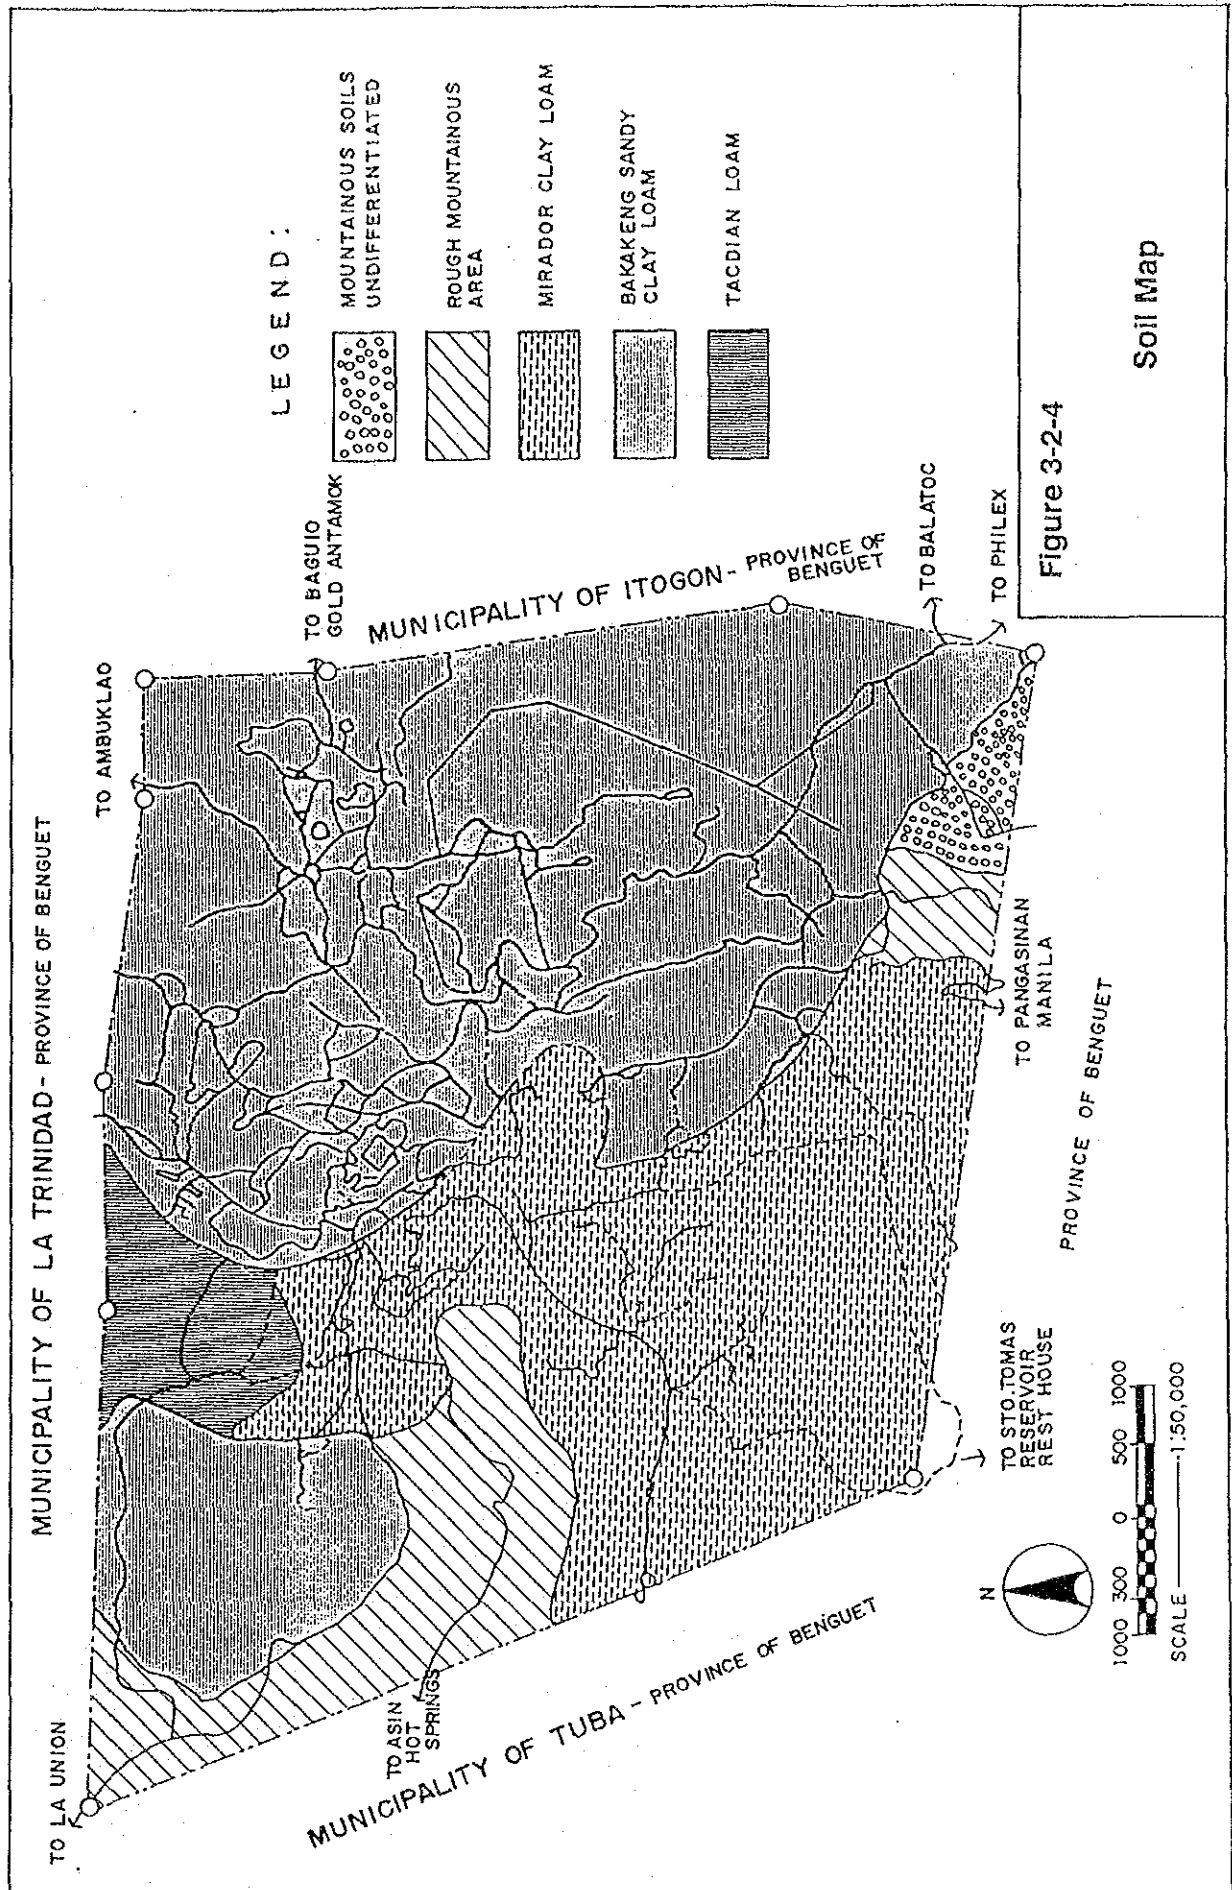 MUNICIPALITY OF LA TRINIDAD - PROVINCE OF BENGUET
TO LA UNION
TO AMBUKLAO
TO BAGUIO
GOLD ANTAMOK
MUNICIPALITY OF ITOGON - PROVINCE OF
BENGUET
TO BALATOC
TO PHILEX
TO ASIN
HOT
SPRINGS
MUNICIPALITY OF TUBA - PROVINCE OF BENGUET
TO PANGASINAN
MANILA
PROVINCE OF BENGUET
TO STO. TOMAS
RESERVOIR
REST HOUSE
N
1000 300 0 500 1000
SCALE 1:50,000
LEGEND:
MOUNTAINOUS SOILS
UNDIFFERENTIATED
ROUGH MOUNTAINOUS
AREA
MIRADOR CLAY LOAM
BAKAKENG SANDY
CLAY LOAM
TACDIAN LOAM
Figure 3-2-4
Soil Map